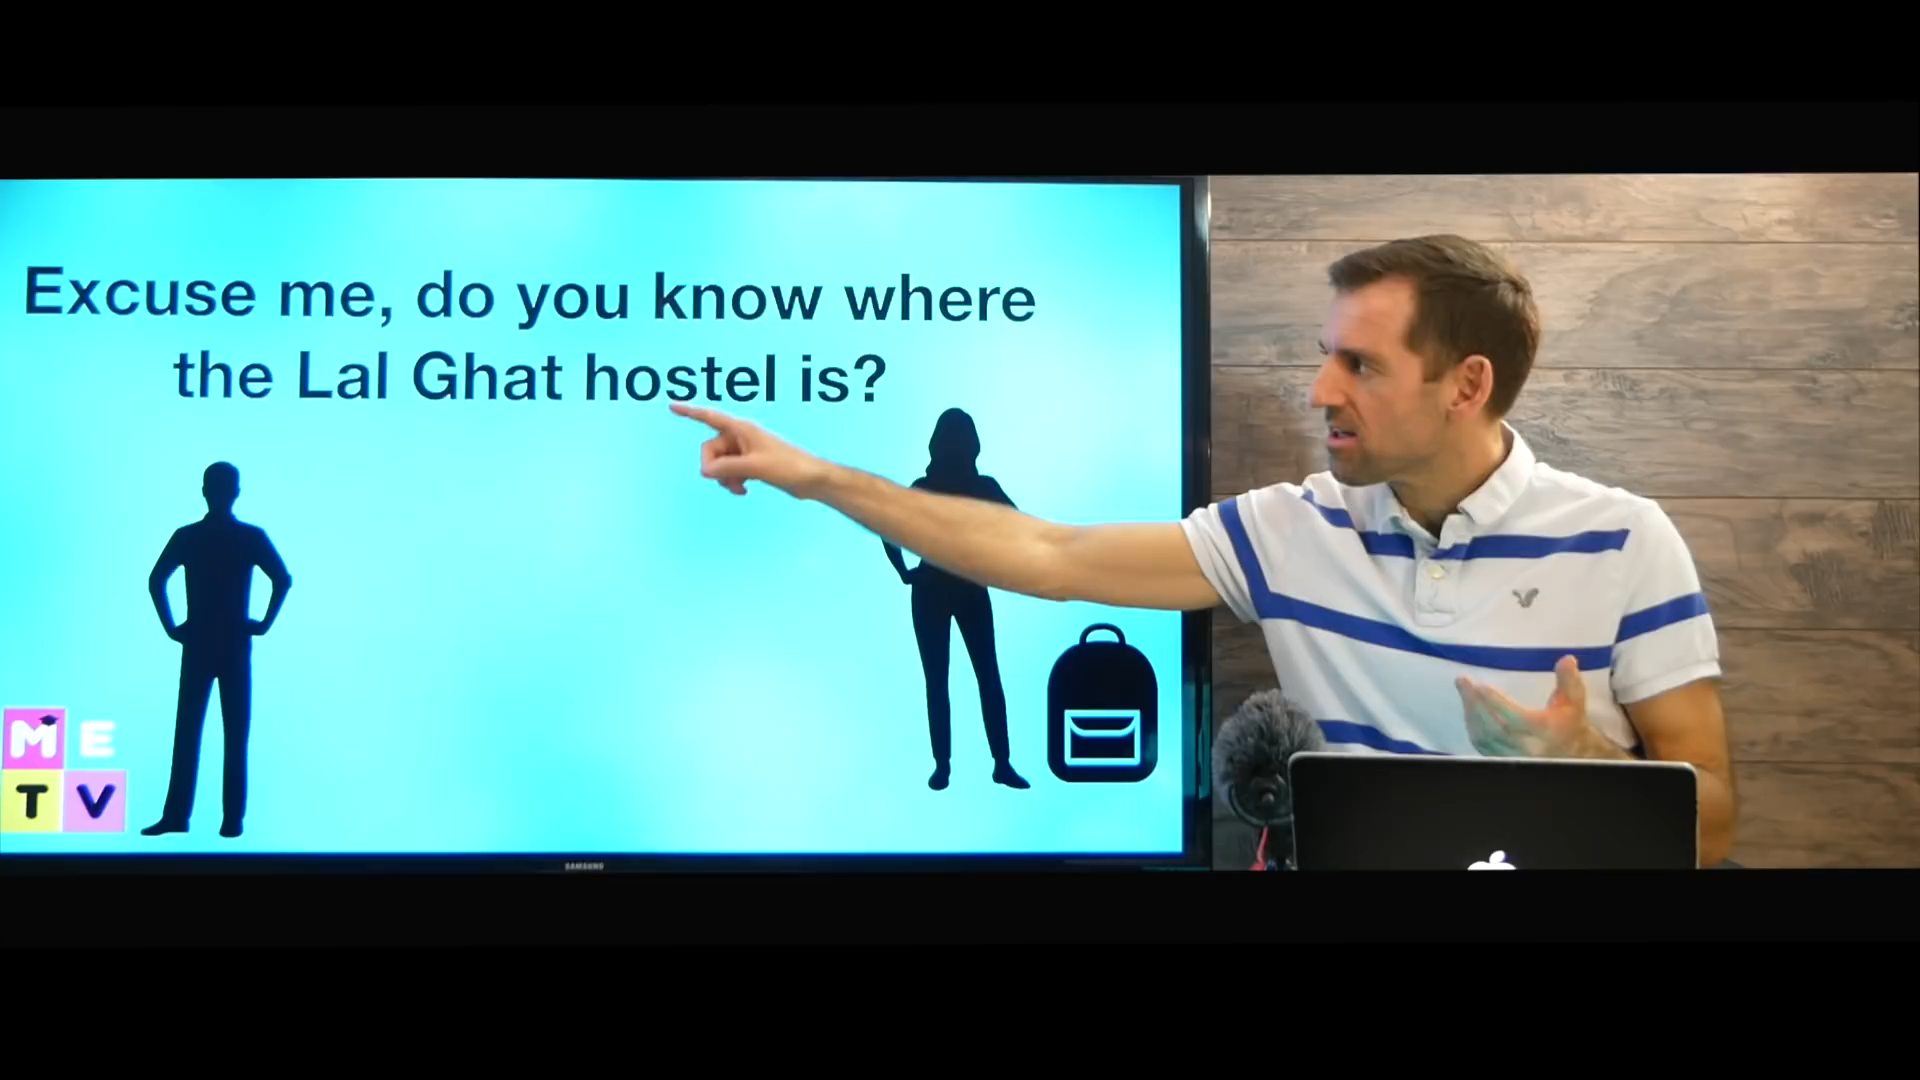 Excuse me, do you know where
the Lal Ghat hostel is?
M E
T V
SAMSUNG